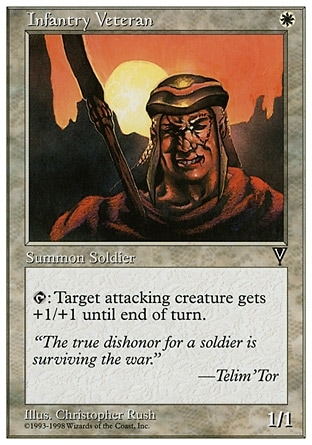 Infantry Veteran
Summon Soldier
: Target attacking creature gets
+1/+1 until end of turn.
“The true dishonor for a soldier is
surviving the war.”
—Telim’Tor
Illus. Christopher Rush
©1993-1998 Wizards of the Coast, Inc.
1/1